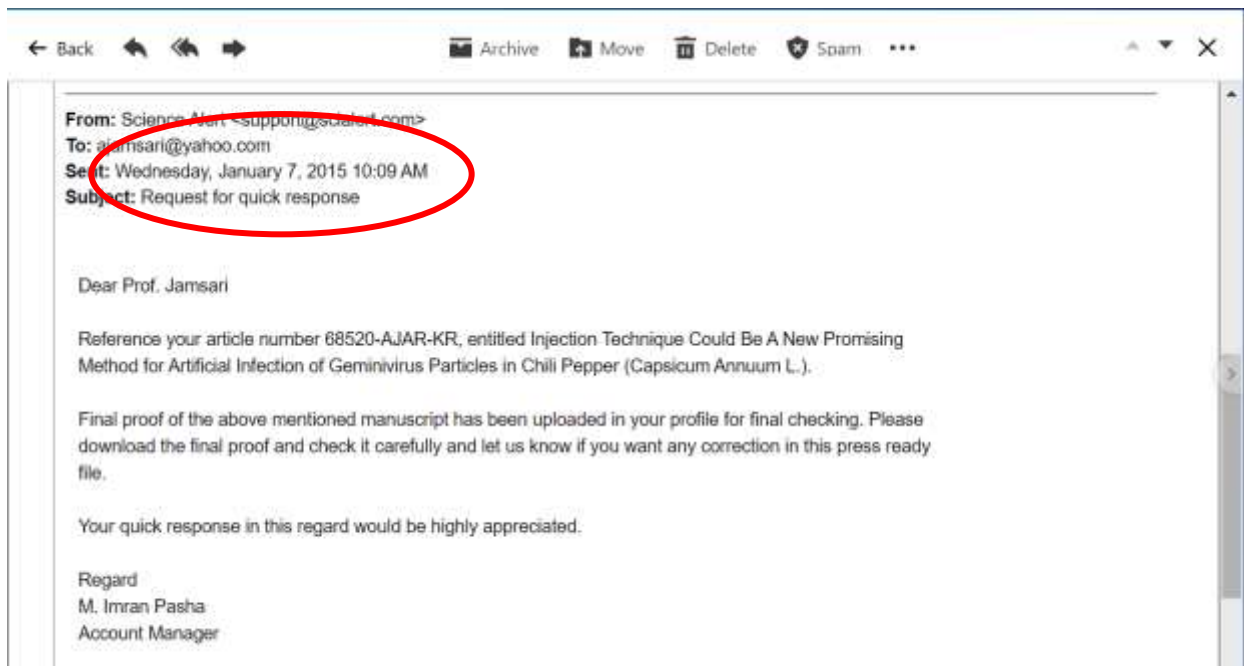 Back Archive Move Delete Spam
From: Science Alert <support@scialert.com>
To: ajamsari@yahoo.com
Sent: Wednesday, January 7, 2015 10:09 AM
Subject: Request for quick response
Dear Prof. Jamsari
Reference your article number 68520-AJAR-KR, entitled Injection Technique Could Be A New Promising
Method for Artificial Infection of Geminivirus Particles in Chili Pepper (Capsicum Annuum L.).
Final proof of the above mentioned manuscript has been uploaded in your profile for final checking. Please
download the final proof and check it carefully and let us know if you want any correction in this press ready
file.
Your quick response in this regard would be highly appreciated.
Regard
M. Imran Pasha
Account Manager